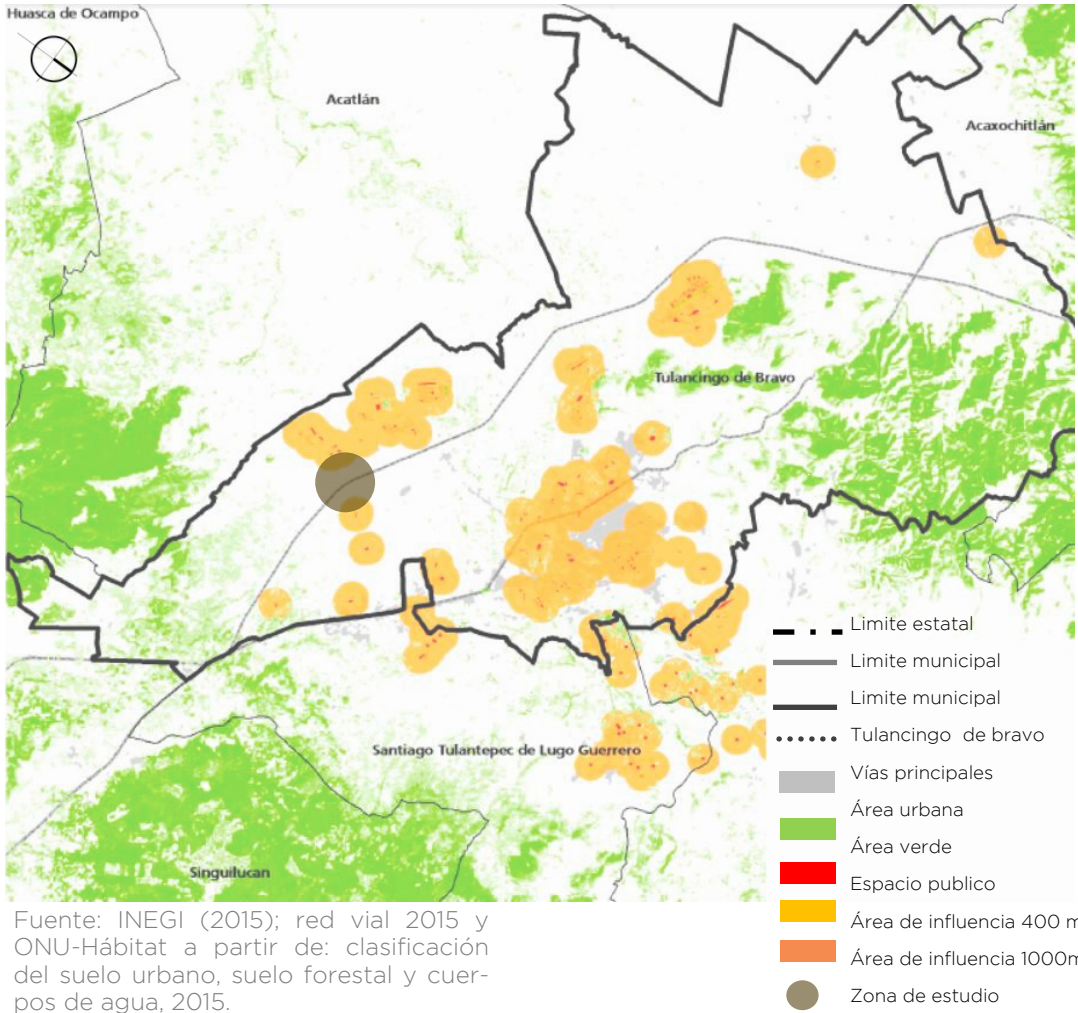 Huasca de Ocampo
Acatlán
Acaxochitlán
Tulancingo de Bravo
Santiago Tulantepec de Lugo Guerrero
Singuilucan
Limite estatal
Limite municipal
Limite municipal
Tulancingo de bravo
Vías principales
Área urbana
Área verde
Espacio publico
Área de influencia 400 m
Área de influencia 1000m
Zona de estudio
Fuente: INEGI (2015); red vial 2015 y
ONU-Hábitat a partir de: clasificación
del suelo urbano, suelo forestal y cuer-
pos de agua, 2015.